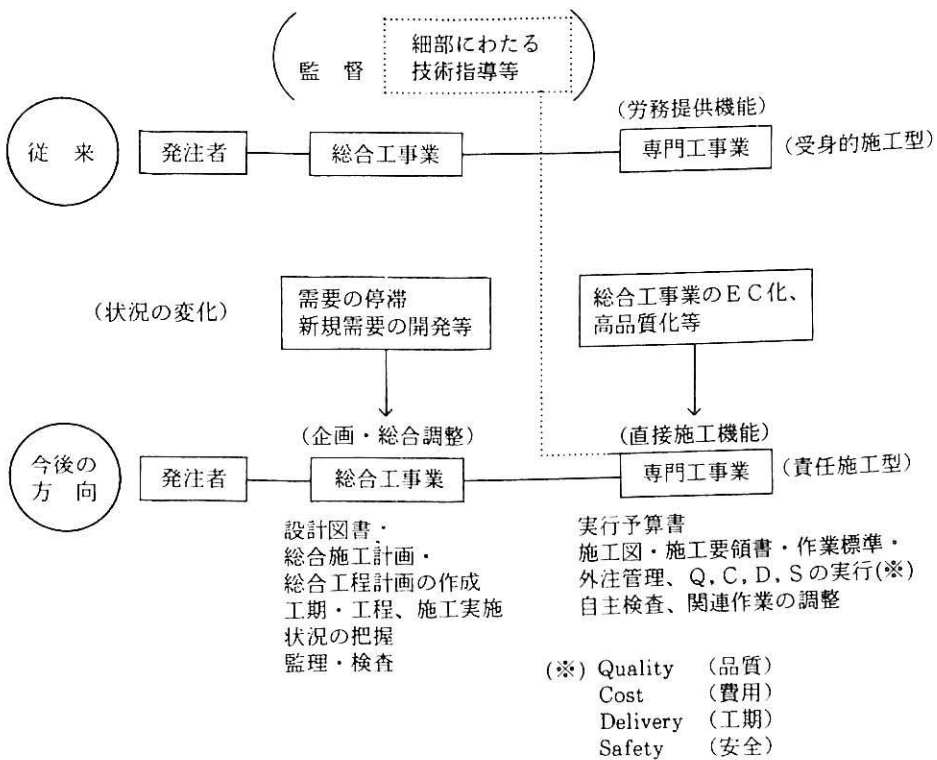 監 督
細部にわたる
技術指導等
(労務提供機能)
従 来
発注者
総合工事業
専門工事業
(受身的施工型)
(状況の変化)
需要の停滞
新規需要の開発等
総合工事業のEC化、
高品質化等
(企画・総合調整)
(直接施工機能)
今後の
方 向
発注者
総合工事業
専門工事業
(責任施工型)
設計図書・
総合施工計画・
総合工程計画の作成
工期・工程、施工実施
状況の把握
監理・検査
実行予算書
施工図・施工要領書・作業標準・
外注管理、Q,C,D,Sの実行(※)
自主検査、関連作業の調整
(※) Quality (品質)
Cost (費用)
Delivery (工期)
Safety (安全)